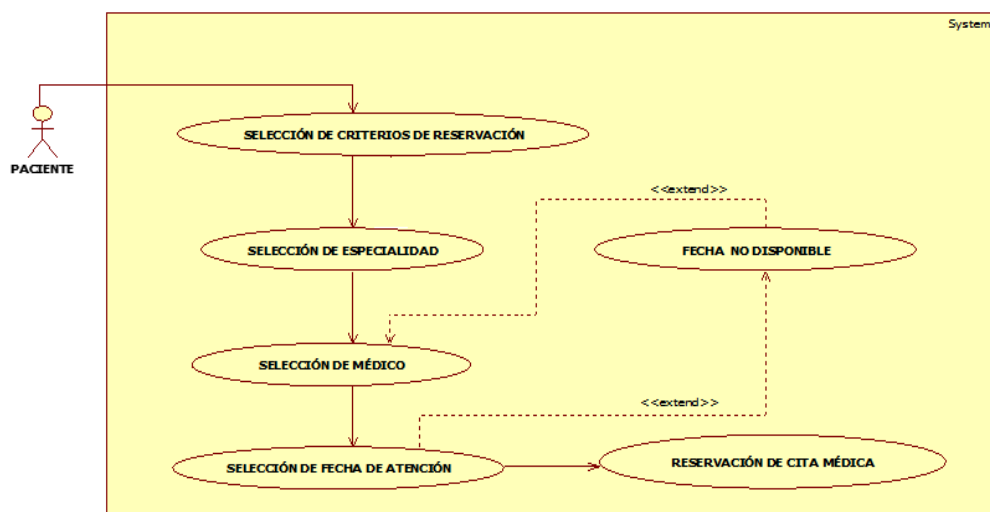 System
SELECCIÓN DE CRITERIOS DE RESERVACIÓN
PACIENTE
<<extend>>
SELECCIÓN DE ESPECIALIDAD
FECHA NO DISPONIBLE
SELECCIÓN DE MÉDICO
<<extend>>
SELECCIÓN DE FECHA DE ATENCIÓN
RESERVACIÓN DE CITA MÉDICA